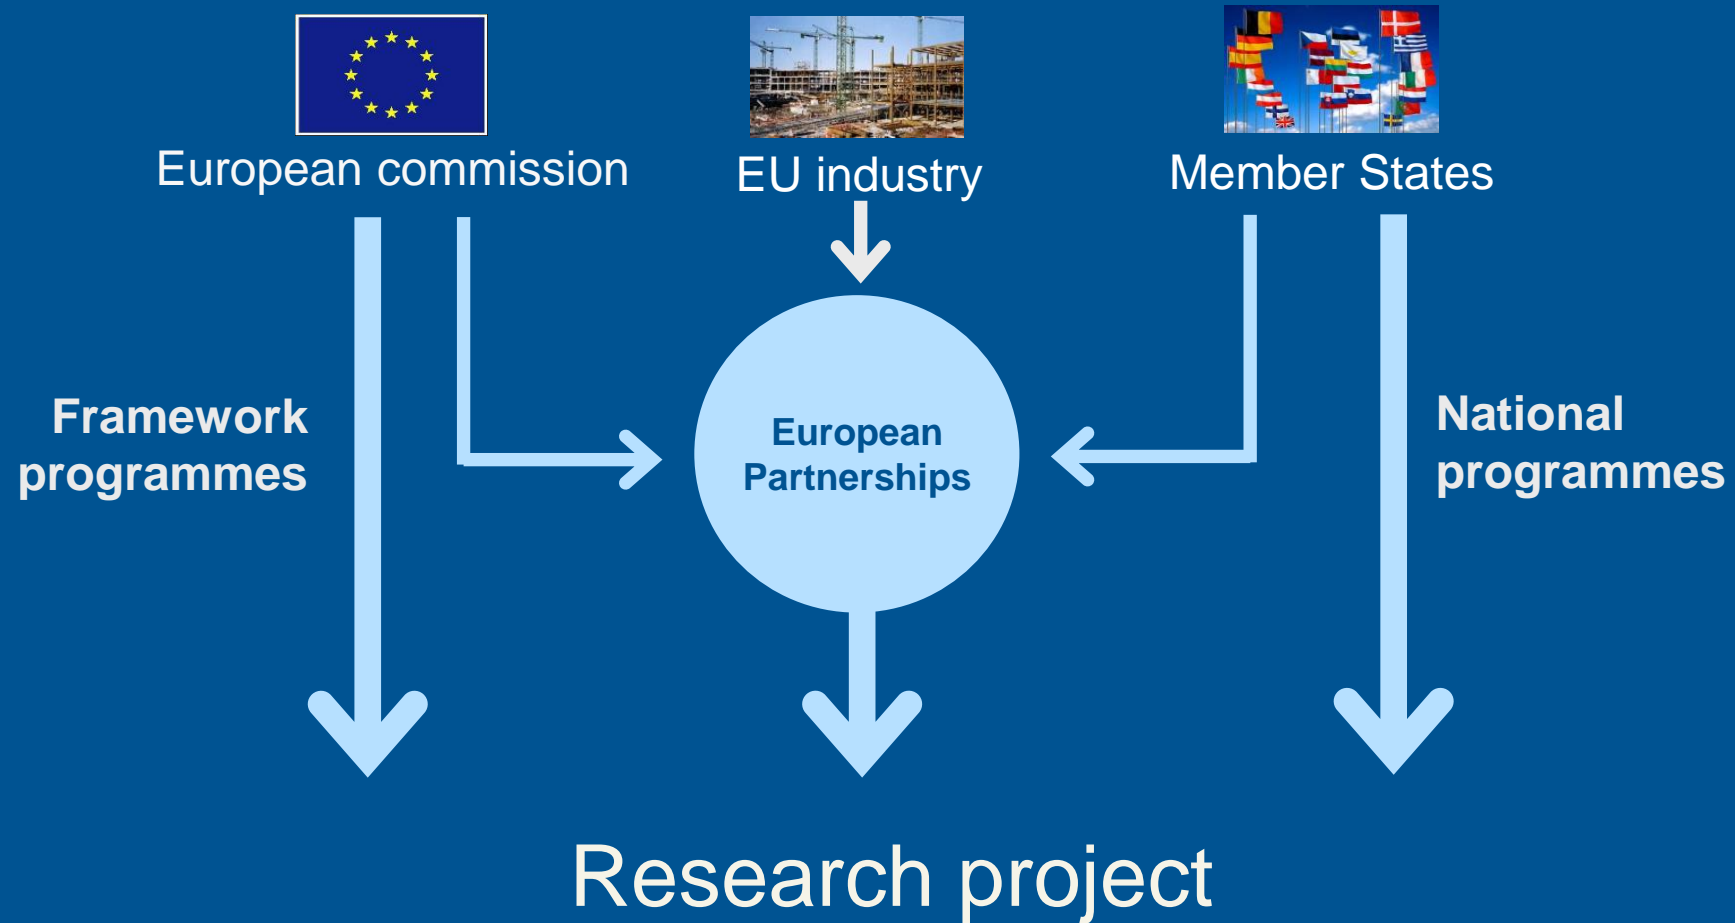 European commission
EU industry
Member States
Framework
programmes
European
Partnerships
National
programmes
Research project